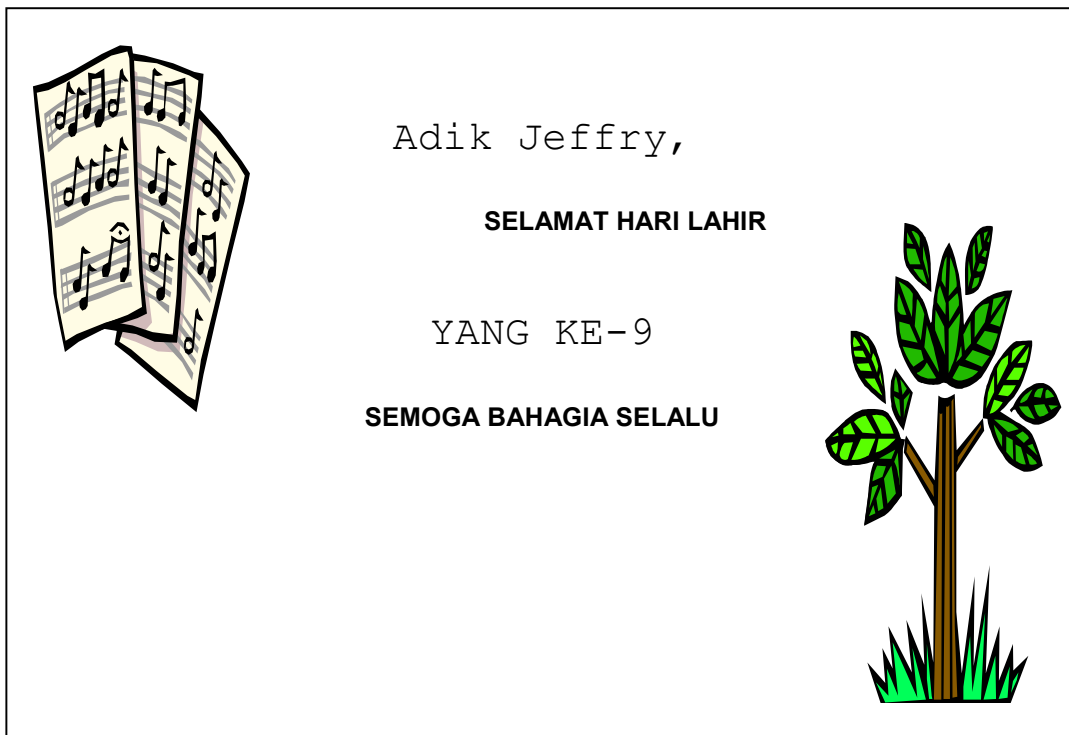 Adik Jeffry,
SELAMAT HARI LAHIR
YANG KE-9
SEMOGA BAHAGIA SELALU